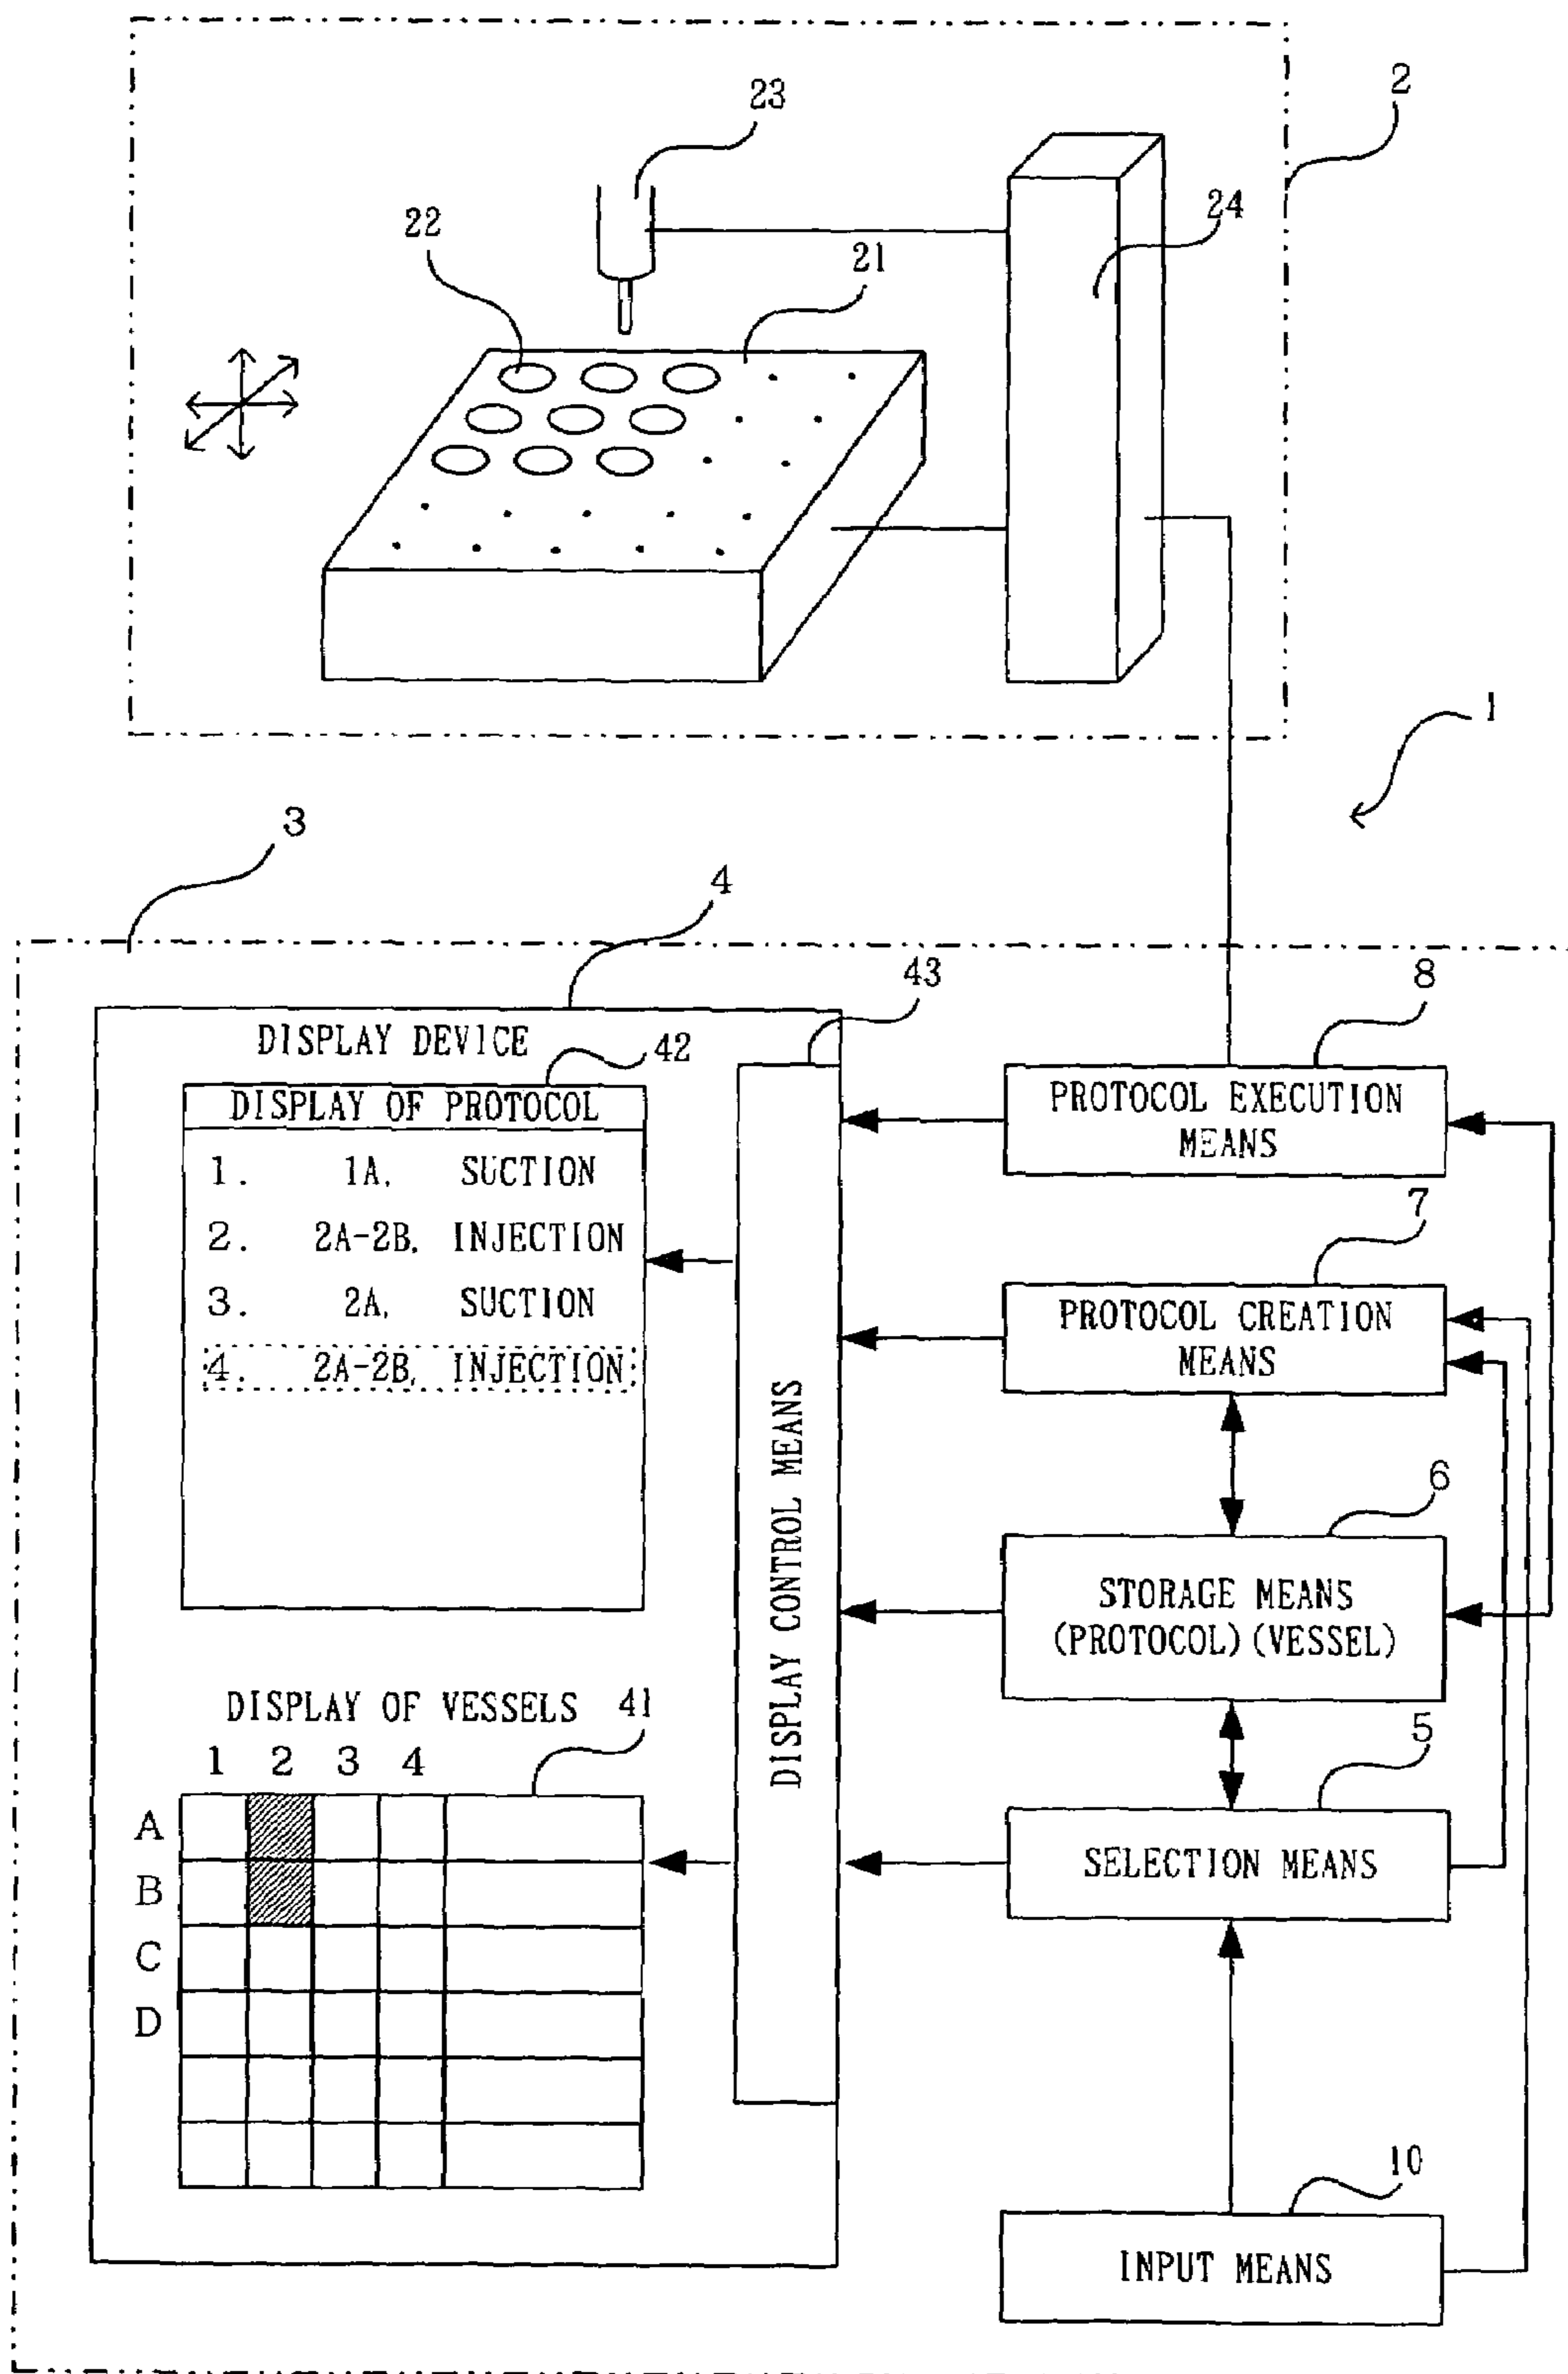 2
23
24
22
21
1
3
4
43
8
DISPLAY DEVICE
42
DISPLAY OF PROTOCOL
1. 1A, SUCTION
2. 2A-2B, INJECTION
3. 2A, SUCTION
4. 2A-2B, INJECTION
DISPLAY CONTROL MEANS
PROTOCOL EXECUTION
MEANS
7
PROTOCOL CREATION
MEANS
6
STORAGE MEANS
(PROTOCOL)(VESSEL)
DISPLAY OF VESSELS
41
1 2 3 4
A
B
C
D
5
SELECTION MEANS
10
INPUT MEANS